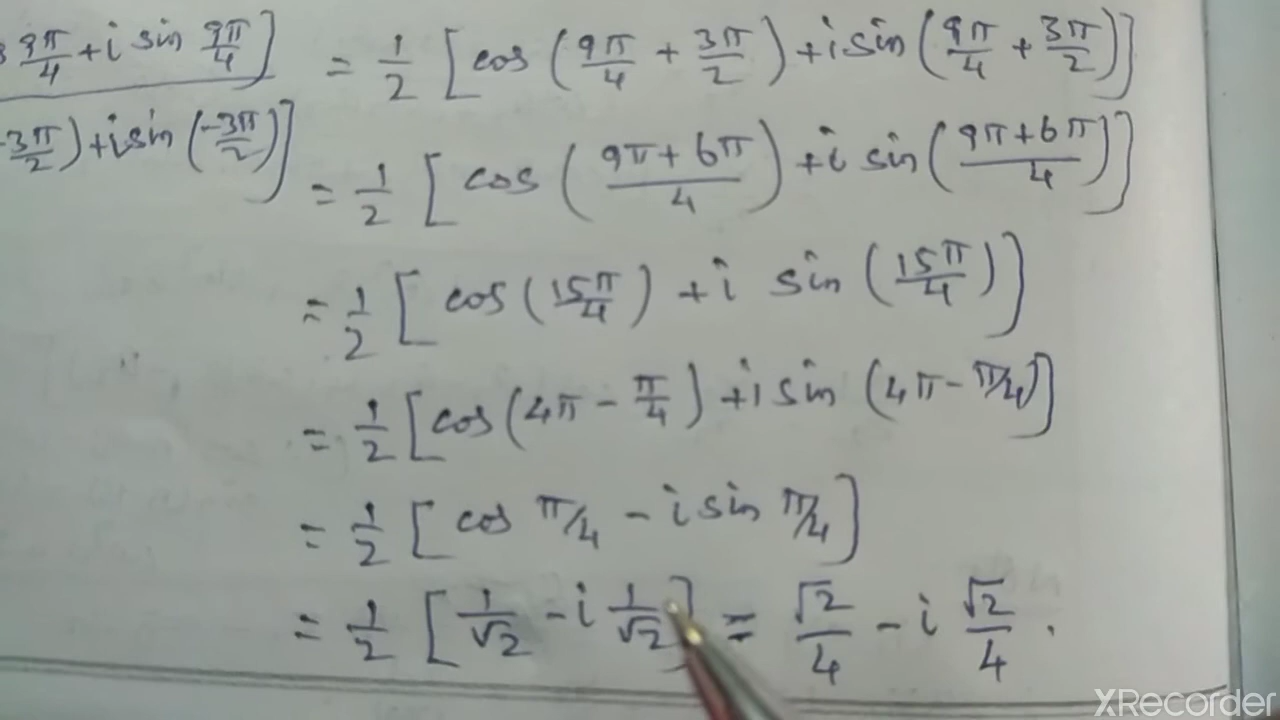 9π/4 + i sin 9π/4] = 1/2 [cos (9π/4 + 3π/2) + i sin (9π/4 + 3π/2)]
3π/2) + i sin (-3π/2)]
= 1/2 [cos (9π + 6π/4) + i sin (9π + 6π/4)]
= 1/2 [cos (15π/4) + i sin (15π/4)]
= 1/2 [cos (4π - π/4) + i sin (4π - π/4)]
= 1/2 [cos π/4 - i sin π/4]
= 1/2 [1/√2 - i 1/√2] = √2/4 - i √2/4 .
XRecorder